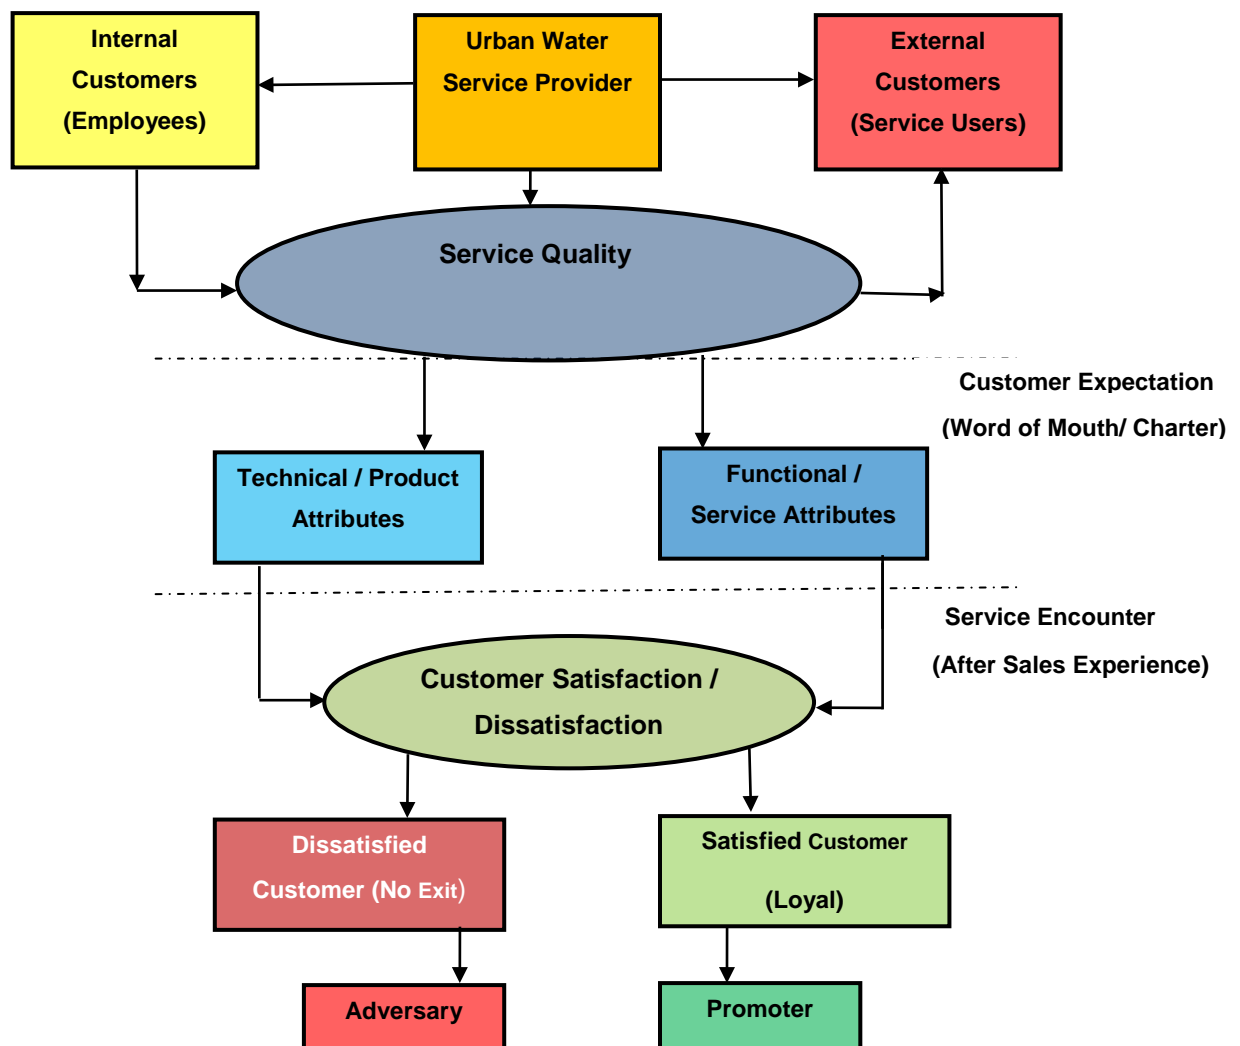 Internal
Customers
(Employees)
Urban Water
Service Provider
External
Customers
(Service Users)
Service Quality
Customer Expectation
(Word of Mouth/ Charter)
Technical / Product
Attributes
Functional /
Service Attributes
Service Encounter
(After Sales Experience)
Customer Satisfaction /
Dissatisfaction
Dissatisfied
Customer (No Exit)
Satisfied Customer
(Loyal)
Adversary
Promoter